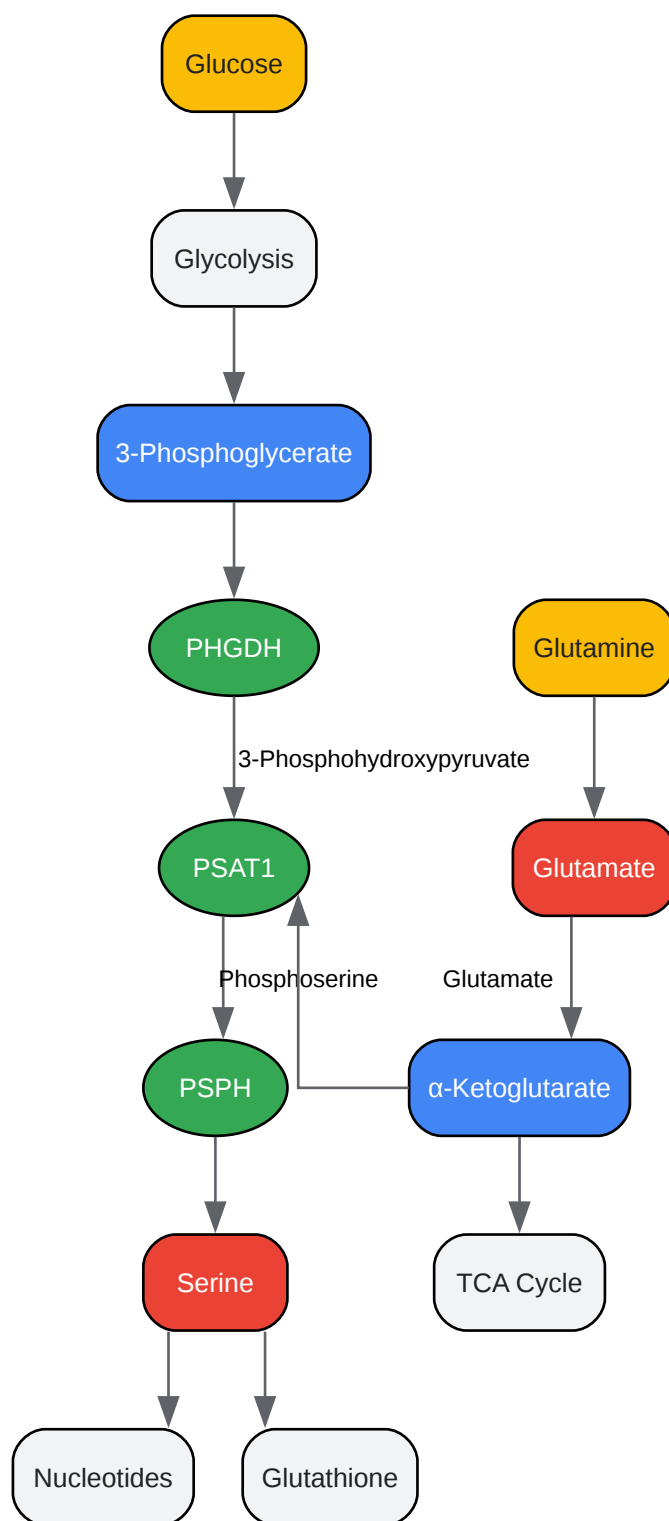 Glucose
Glycolysis
3-Phosphoglycerate
PHGDH
Glutamine
3-Phosphohydroxypyruvate
PSAT1
Glutamate
Phosphoserine
Glutamate
PSPH
α-Ketoglutarate
Serine
TCA Cycle
Nucleotides
Glutathione